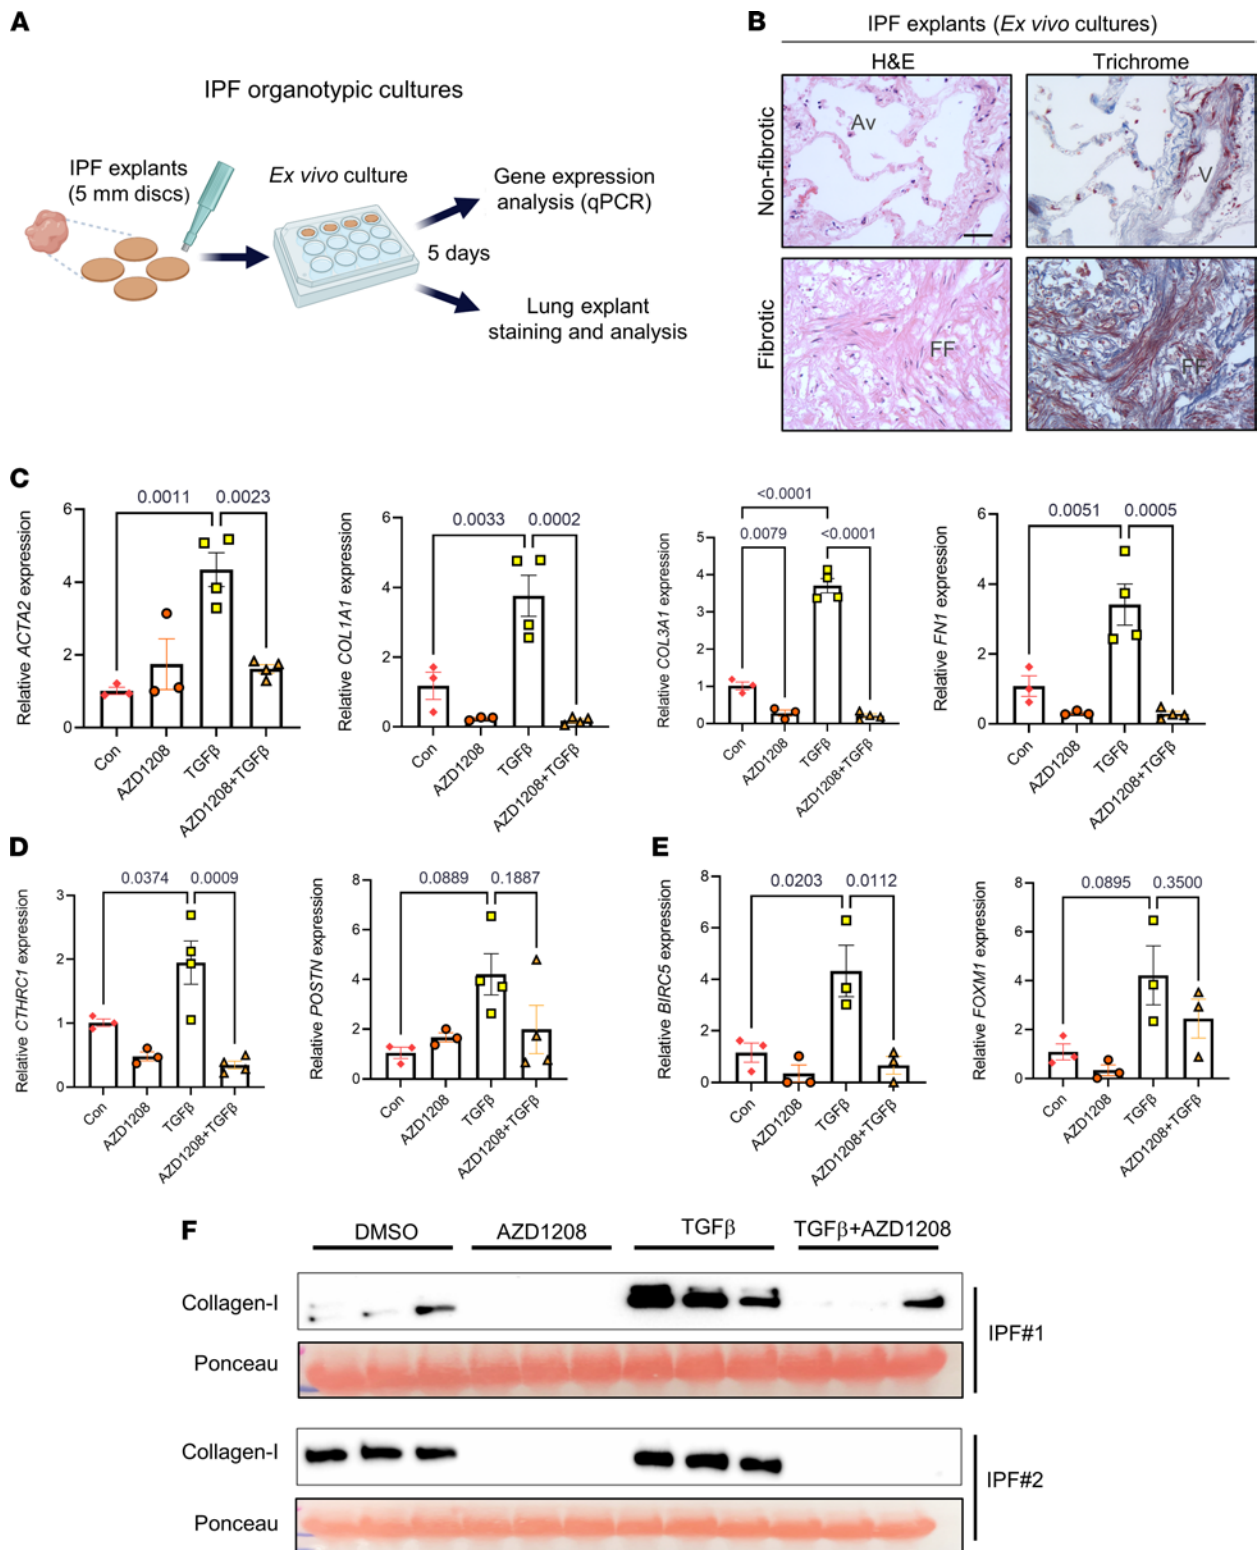 A
IPF organotypic cultures
IPF explants
(5 mm discs)
Ex vivo culture
Gene expression
analysis (qPCR)
5 days
Lung explant
staining and analysis
B
IPF explants (Ex vivo cultures)
H&E
Trichrome
Non-fibrotic
Av
V
Fibrotic
FF
FF
C
Relative ACTA2 expression
0.0011
0.0023
6
4
2
0
Con
AZD1208
TGFβ
AZD1208+TGFβ
Relative COL1A1 expression
0.0033
0.0002
6
4
2
0
Con
AZD1208
TGFβ
AZD1208+TGFβ
Relative COL3A1 expression
<0.0001
0.0079
<0.0001
5
4
3
2
1
0
Con
AZD1208
TGFβ
AZD1208+TGFβ
Relative FN1 expression
0.0051
0.0005
6
4
2
0
Con
AZD1208
TGFβ
AZD1208+TGFβ
D
Relative CTHRC1 expression
0.0374
0.0009
3
2
1
0
Con
AZD1208
TGFβ
AZD1208+TGFβ
Relative POSTN expression
0.0889
0.1887
8
6
4
2
0
Con
AZD1208
TGFβ
AZD1208+TGFβ
E
Relative BIRC5 expression
0.0203
0.0112
8
6
4
2
0
Con
AZD1208
TGFβ
AZD1208+TGFβ
Relative FOXM1 expression
0.0895
0.3500
8
6
4
2
0
Con
AZD1208
TGFβ
AZD1208+TGFβ
F
DMSO
AZD1208
TGFβ
TGFβ+AZD1208
Collagen-I
Ponceau
IPF#1
Collagen-I
Ponceau
IPF#2